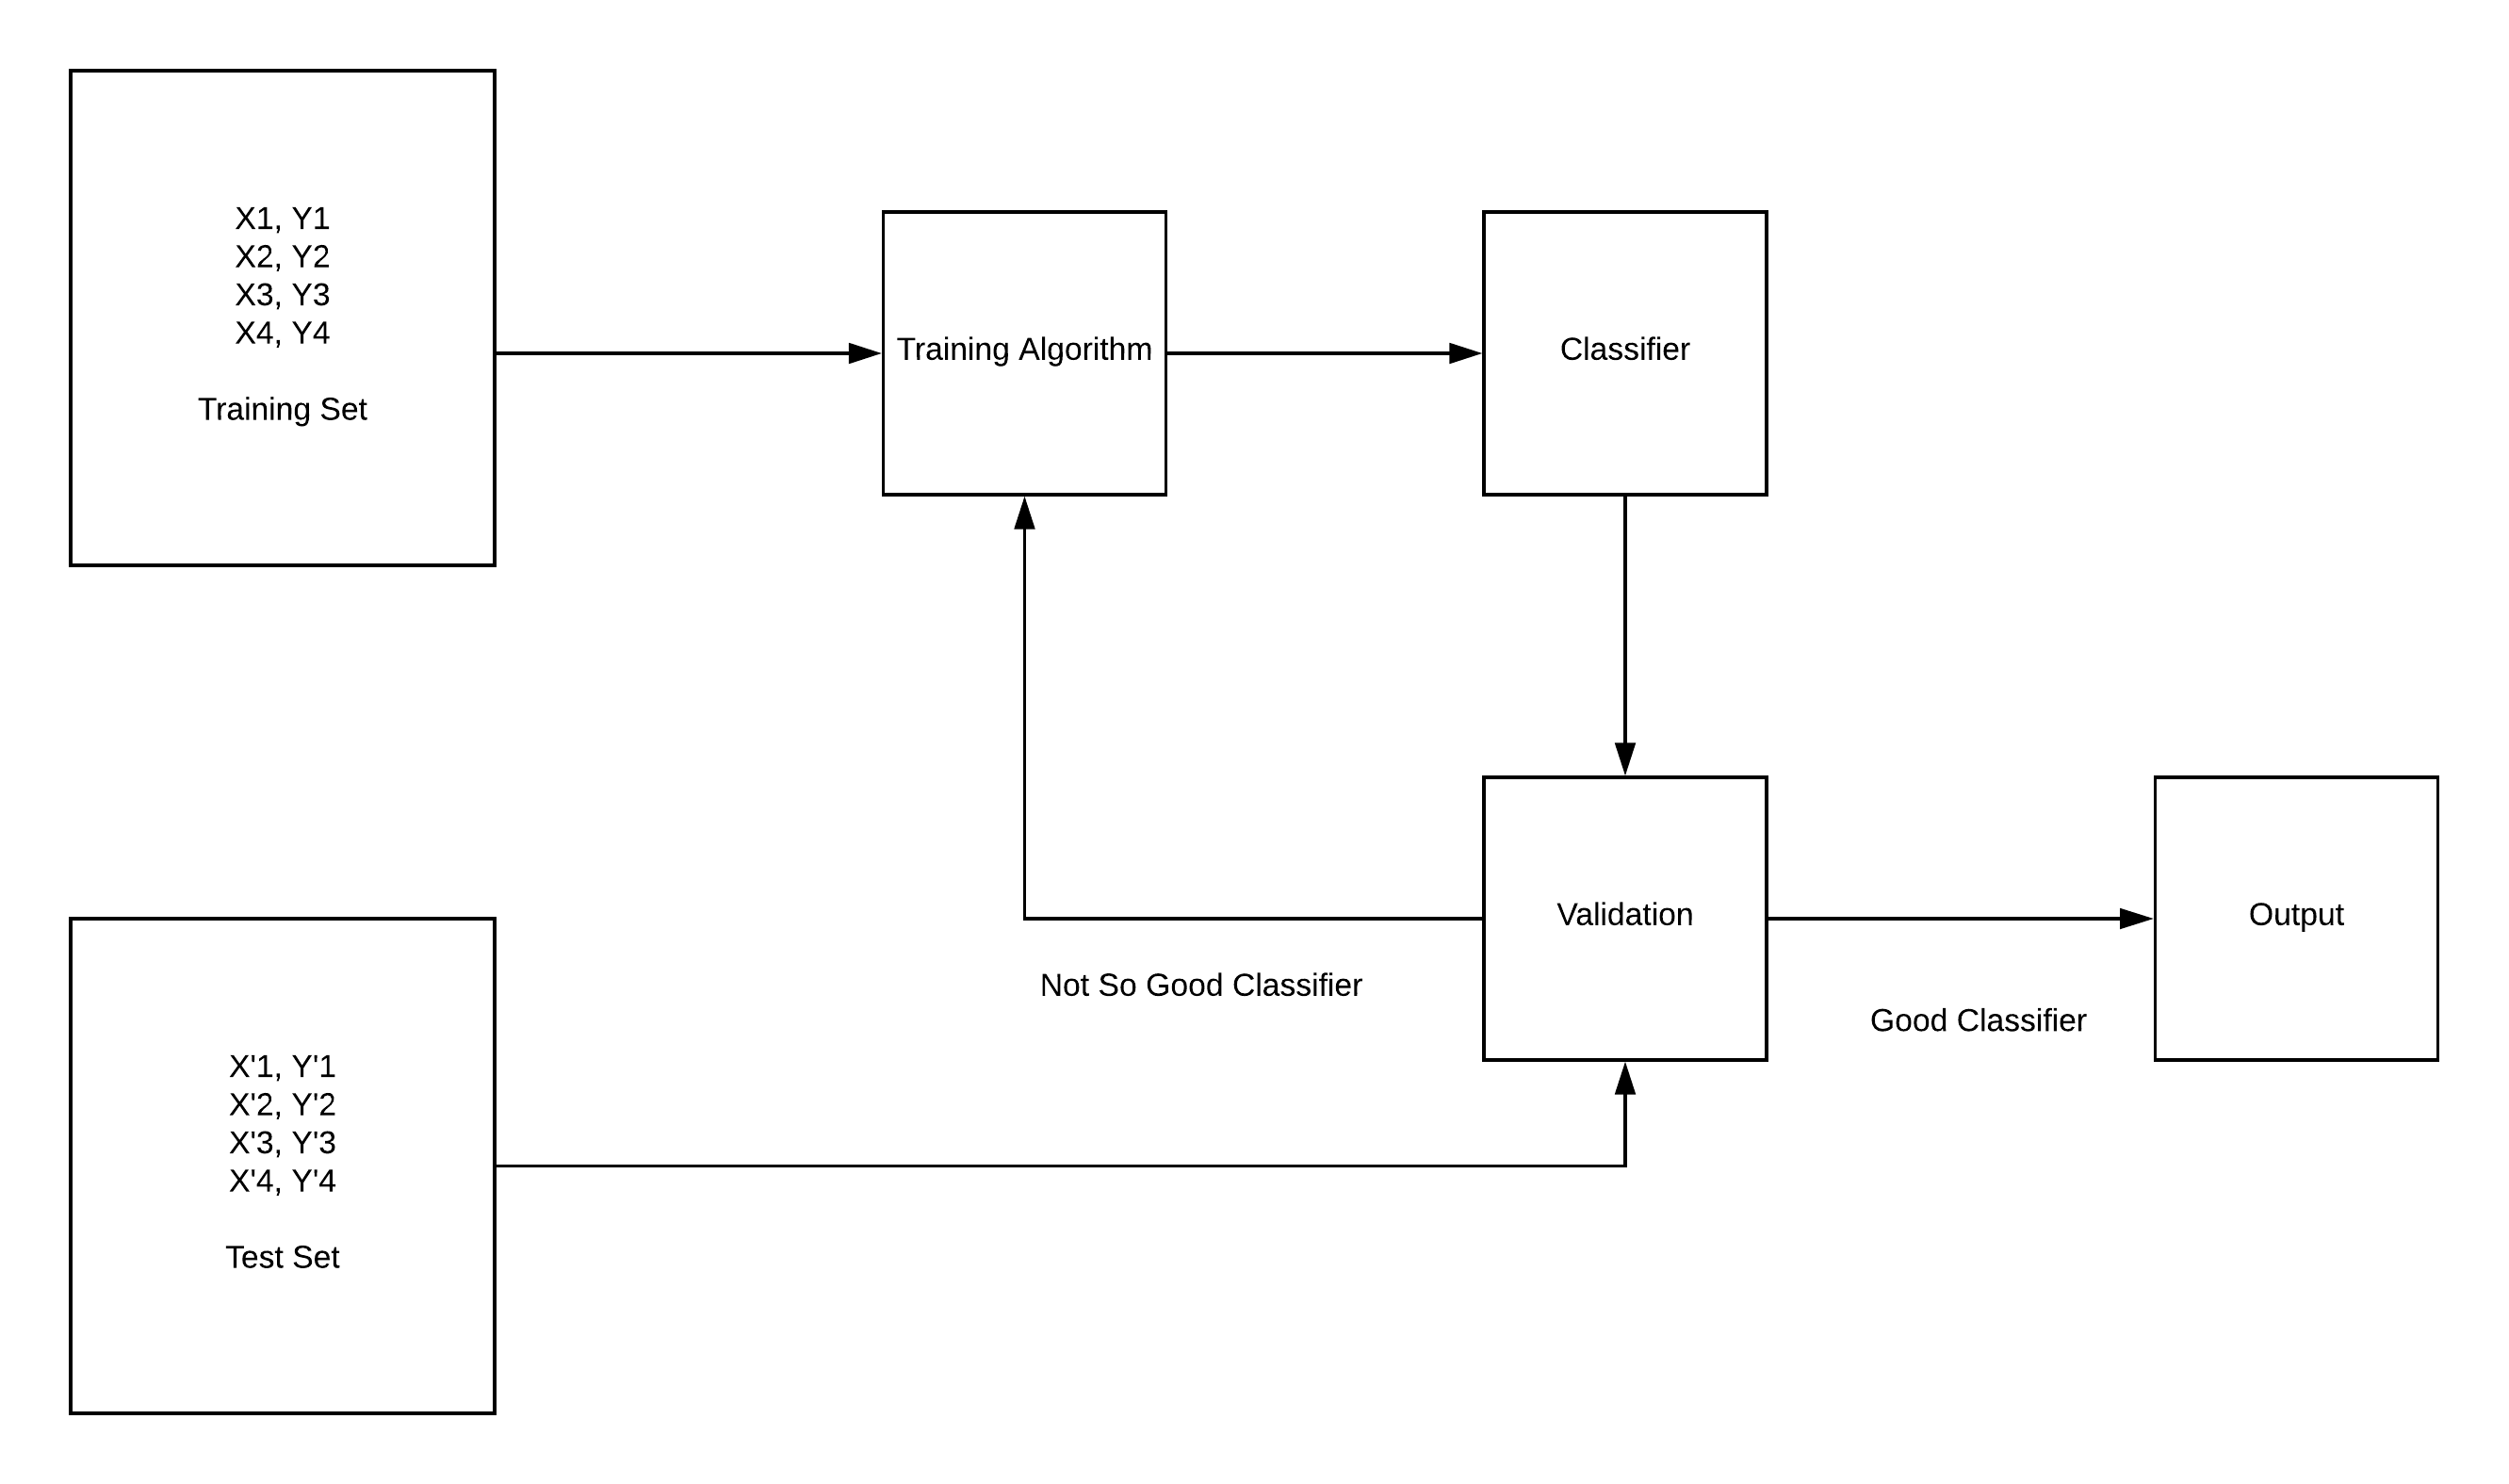 X1, Y1
X2, Y2
X3, Y3
X4, Y4
Training Set
Training Algorithm
Classifier
Validation
Output
Not So Good Classifier
Good Classifier
X'1, Y'1
X'2, Y'2
X'3, Y'3
X'4, Y'4
Test Set